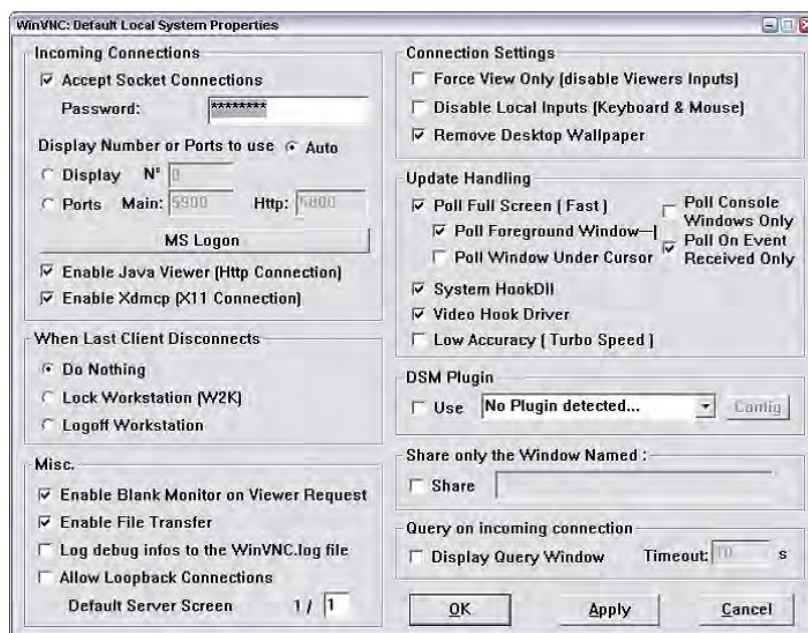 WinVNC: Default Local System Properties
Incoming Connections
Accept Socket Connections
Password: ********
Display Number or Ports to use Auto
Display N° 0
Ports Main: 5900 Http: 5800
MS Logon
Enable Java Viewer (Http Connection)
Enable Xdmcp (X11 Connection)
When Last Client Disconnects
Do Nothing
Lock Workstation (W2K)
Logoff Workstation
Misc.
Enable Blank Monitor on Viewer Request
Enable File Transfer
Log debug infos to the WinVNC.log file
Allow Loopback Connections
Default Server Screen 1 / 1
Connection Settings
Force View Only (disable Viewers Inputs)
Disable Local Inputs (Keyboard & Mouse)
Remove Desktop Wallpaper
Update Handling
Poll Full Screen ( Fast )
Poll Foreground Window
Poll Window Under Cursor
Poll Console
Windows Only
Poll On Event
Received Only
System HookDll
Video Hook Driver
Low Accuracy ( Turbo Speed )
DSM Plugin
Use No Plugin detected... Config
Share only the Window Named :
Share
Query on incoming connection
Display Query Window Timeout: 10 s
OK Apply Cancel